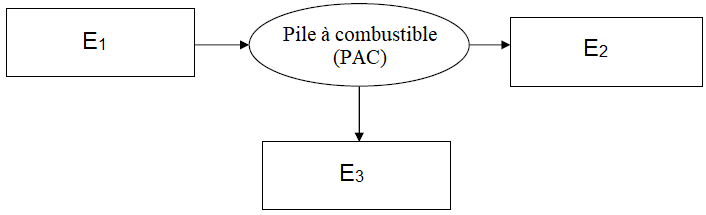 E1
Pile à combustible
(PAC)
E2
E3